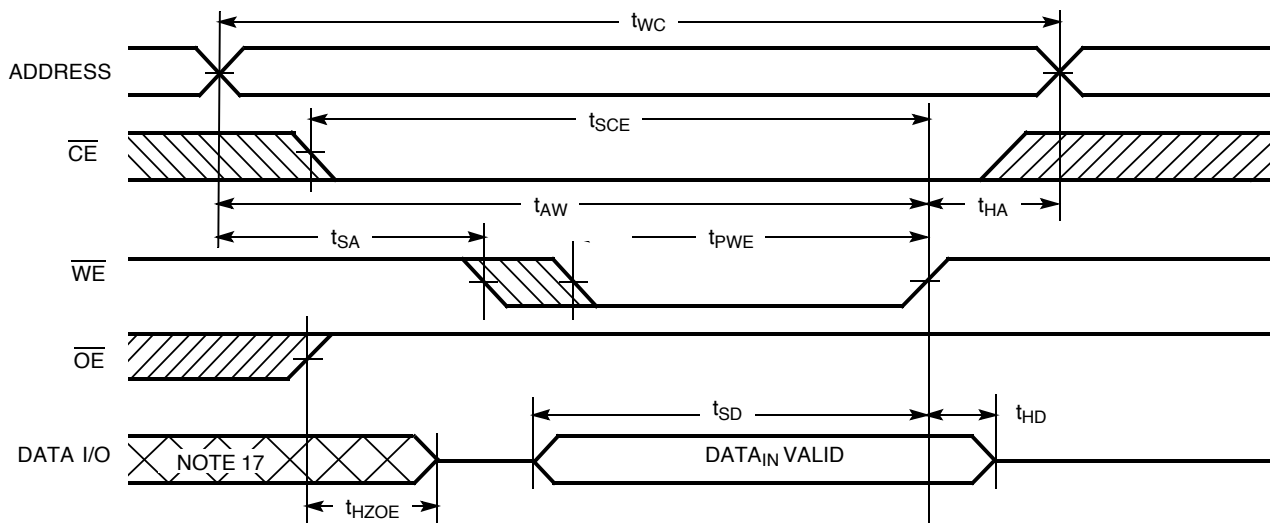 tWC
ADDRESS
tSCE
CE
tAW
tHA
tSA
tPWE
WE
OE
tSD
tHD
DATA I/O
NOTE 17
DATAIN VALID
tHZOE